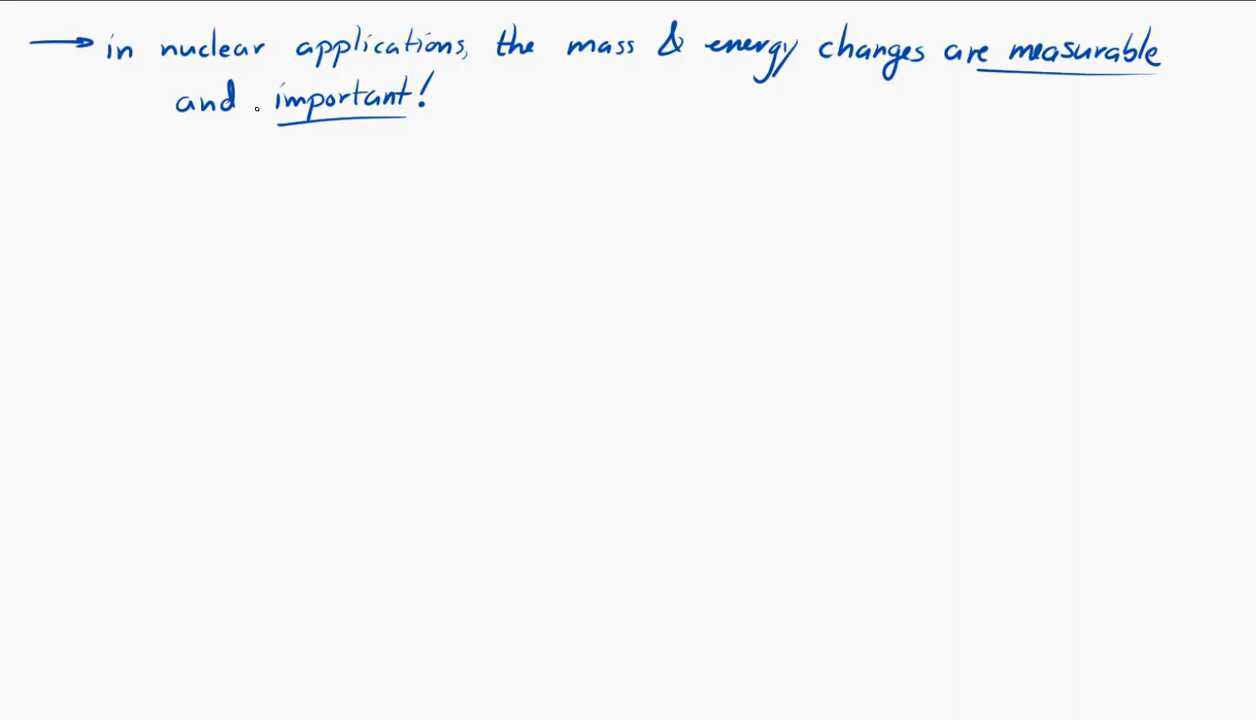 → in nuclear applications, the mass & energy changes are measurable
and important!